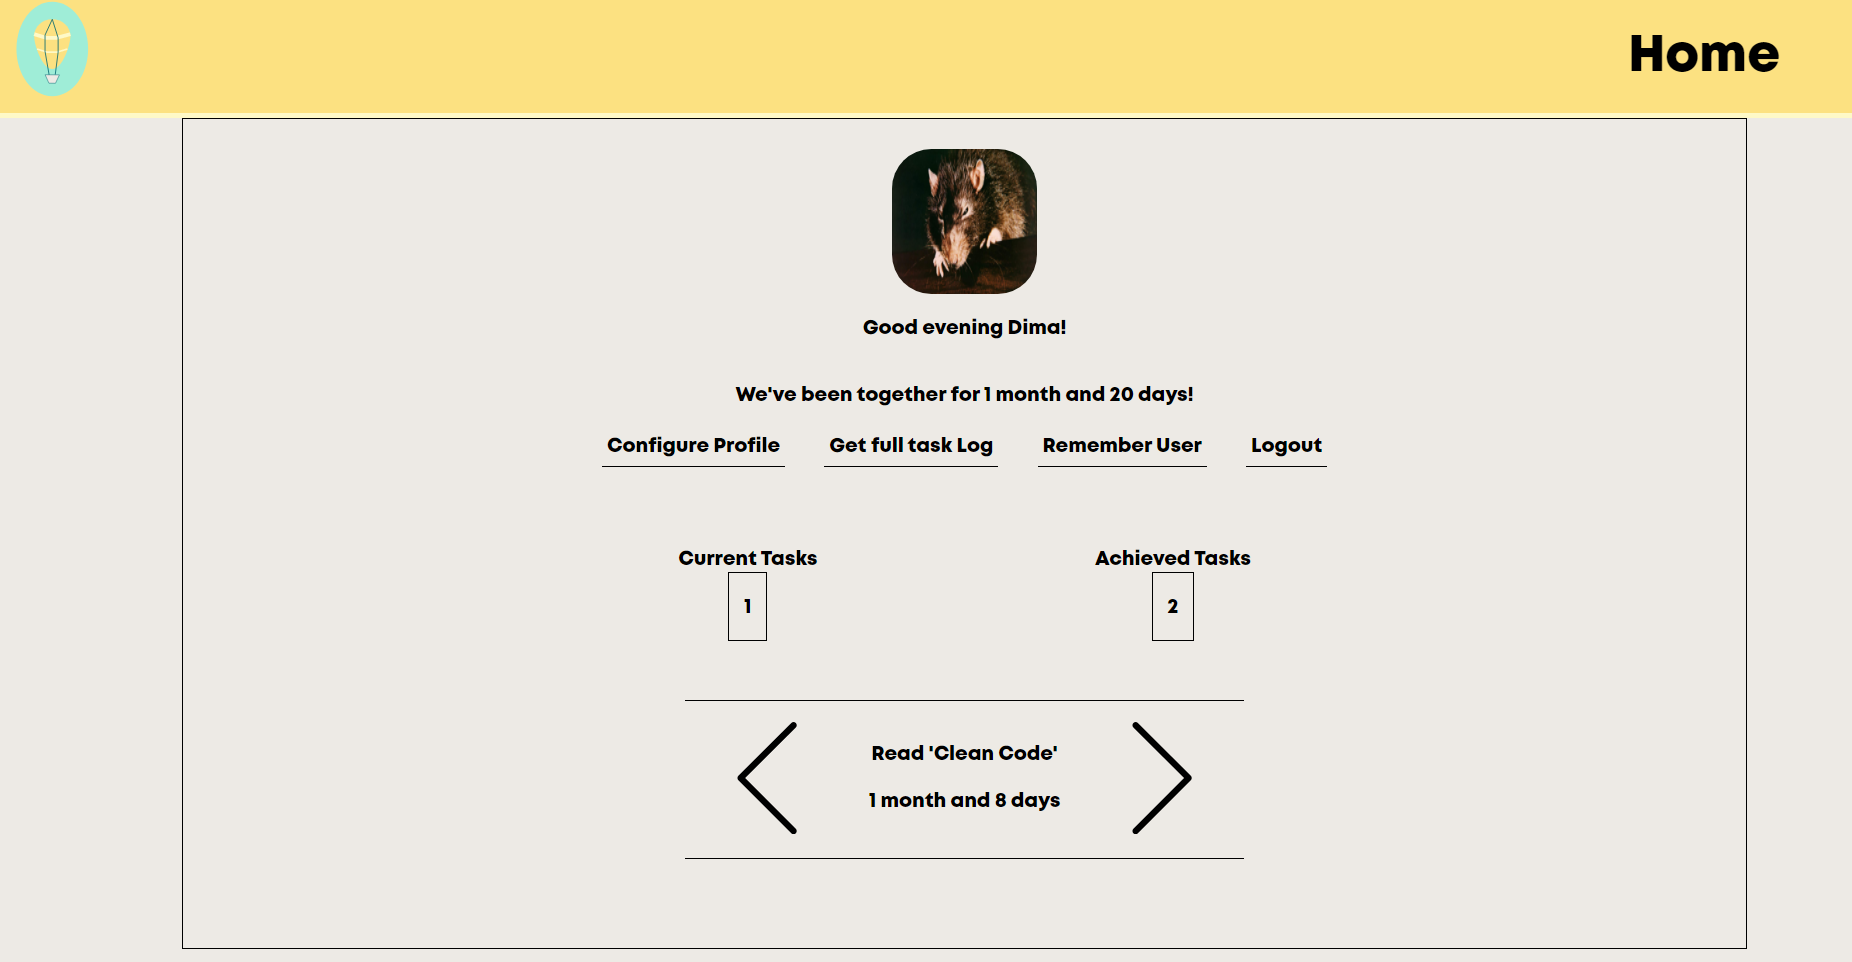 Home
Good evening Dima!
We've been together for 1 month and 20 days!
Configure Profile Get full task Log Remember User Logout
Current Tasks Achieved Tasks
1 2
Read 'Clean Code'
1 month and 8 days